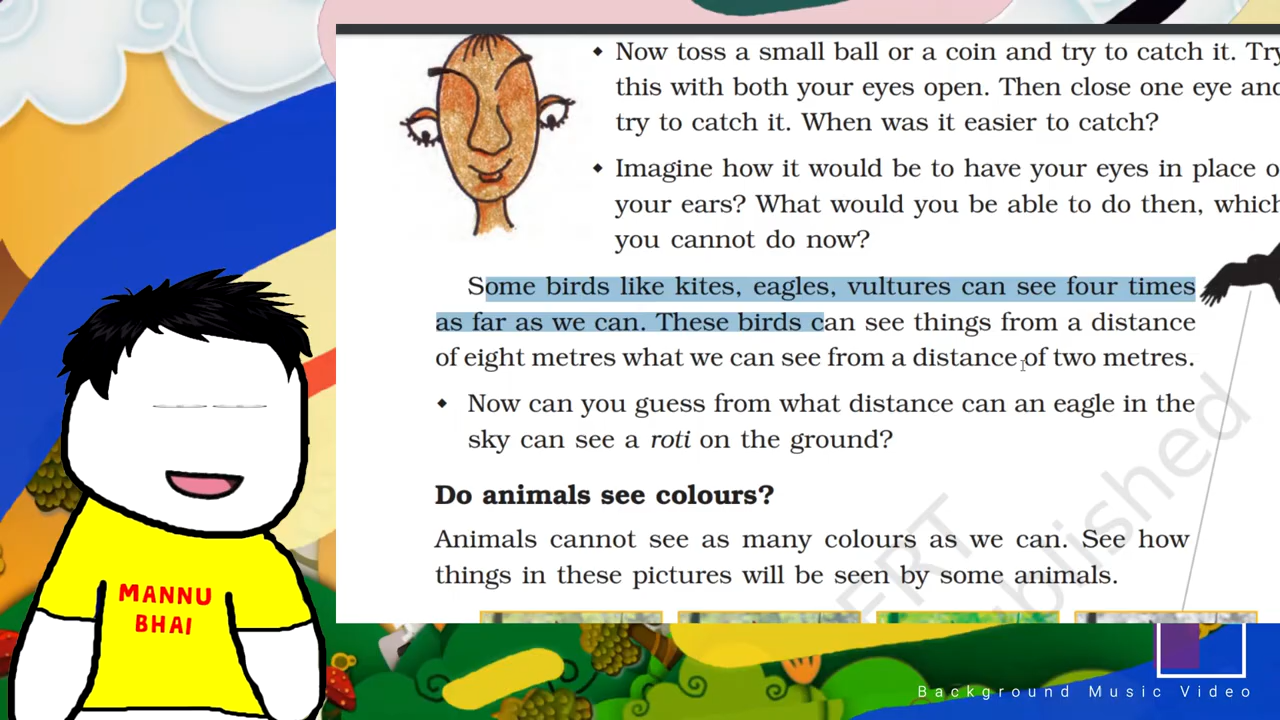 ◆ Now toss a small ball or a coin and try to catch it. Try
this with both your eyes open. Then close one eye and
try to catch it. When was it easier to catch?
◆ Imagine how it would be to have your eyes in place o
your ears? What would you be able to do then, which
you cannot do now?
Some birds like kites, eagles, vultures can see four times
as far as we can. These birds can see things from a distance
of eight metres what we can see from a distance of two metres.
◆ Now can you guess from what distance can an eagle in the
sky can see a roti on the ground?
Do animals see colours?
Animals cannot see as many colours as we can. See how
things in these pictures will be seen by some animals.
MANNU
BHAI
Background Music Video